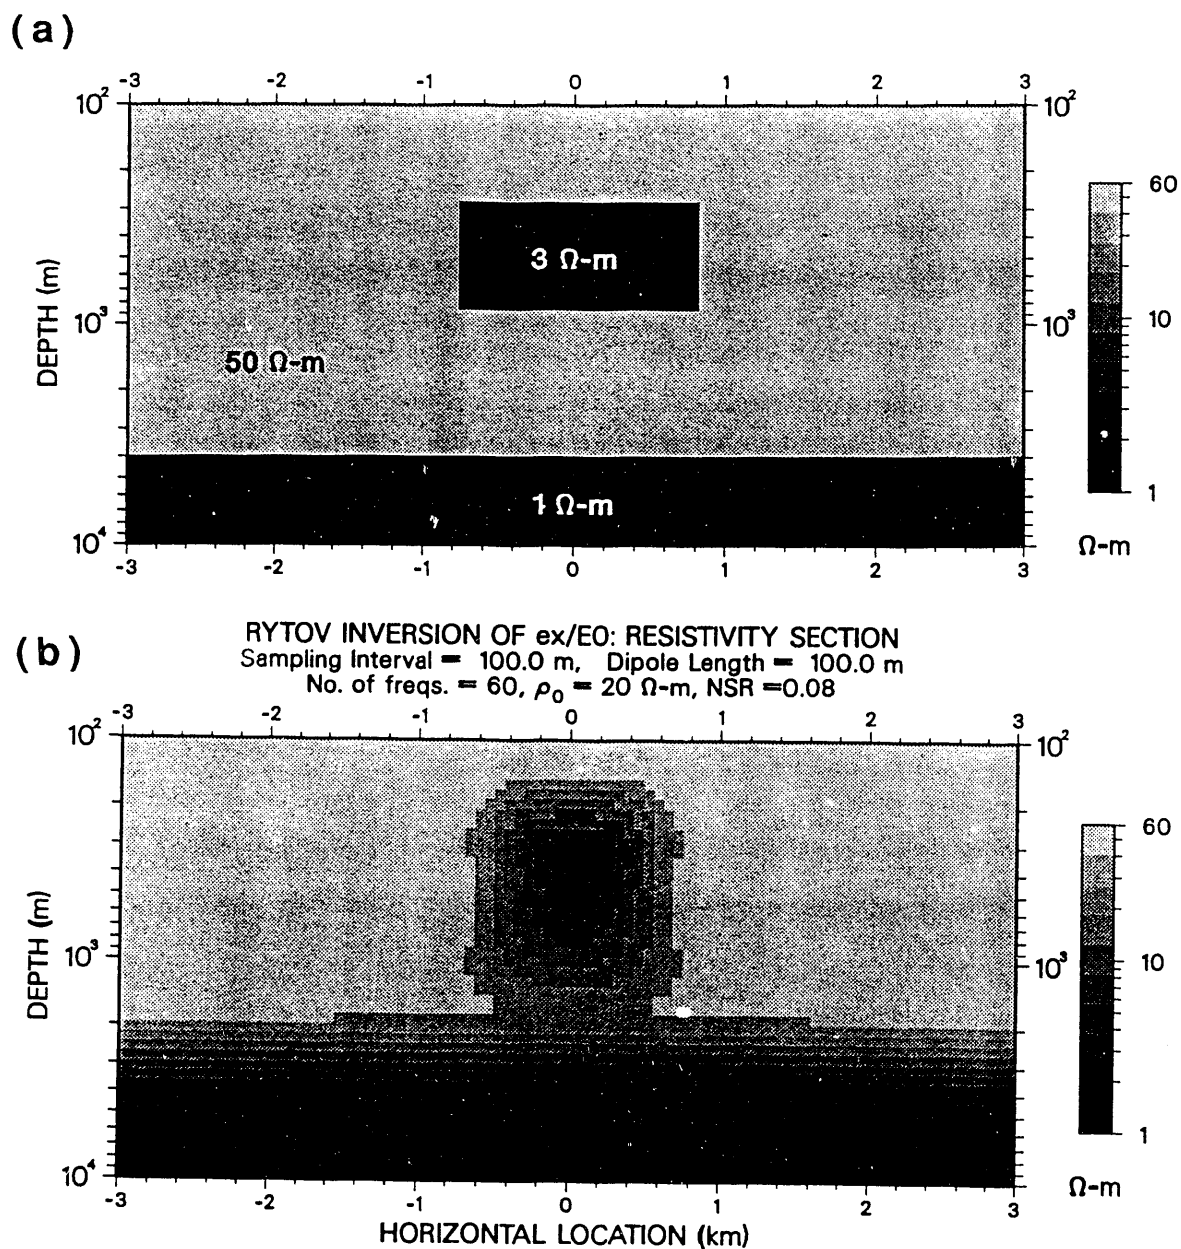 (a)
-3 -2 -1 0 1 2 3
10² 10²
60
3 Ω-m
DEPTH (m)
10³ 10³ 10
50 Ω-m
1 Ω-m
1
10⁴ 10⁴
Ω-m
-3 -2 -1 0 1 2 3
(b)
RYTOV INVERSION OF ex/E0: RESISTIVITY SECTION
Sampling Interval = 100.0 m, Dipole Length = 100.0 m
No. of freqs. = 60, ρ₀ = 20 Ω-m, NSR =0.08
-3 -2 -1 0 1 2 3
10² 10²
60
DEPTH (m)
10³ 10³ 10
1
10⁴ 10⁴
Ω-m
-3 -2 -1 0 1 2 3
HORIZONTAL LOCATION (km)